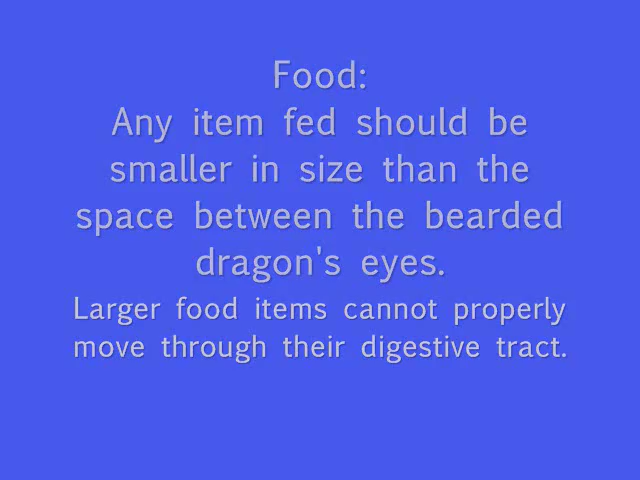 Food:
Any item fed should be
smaller in size than the
space between the bearded
dragon's eyes.
Larger food items cannot properly
move through their digestive tract.